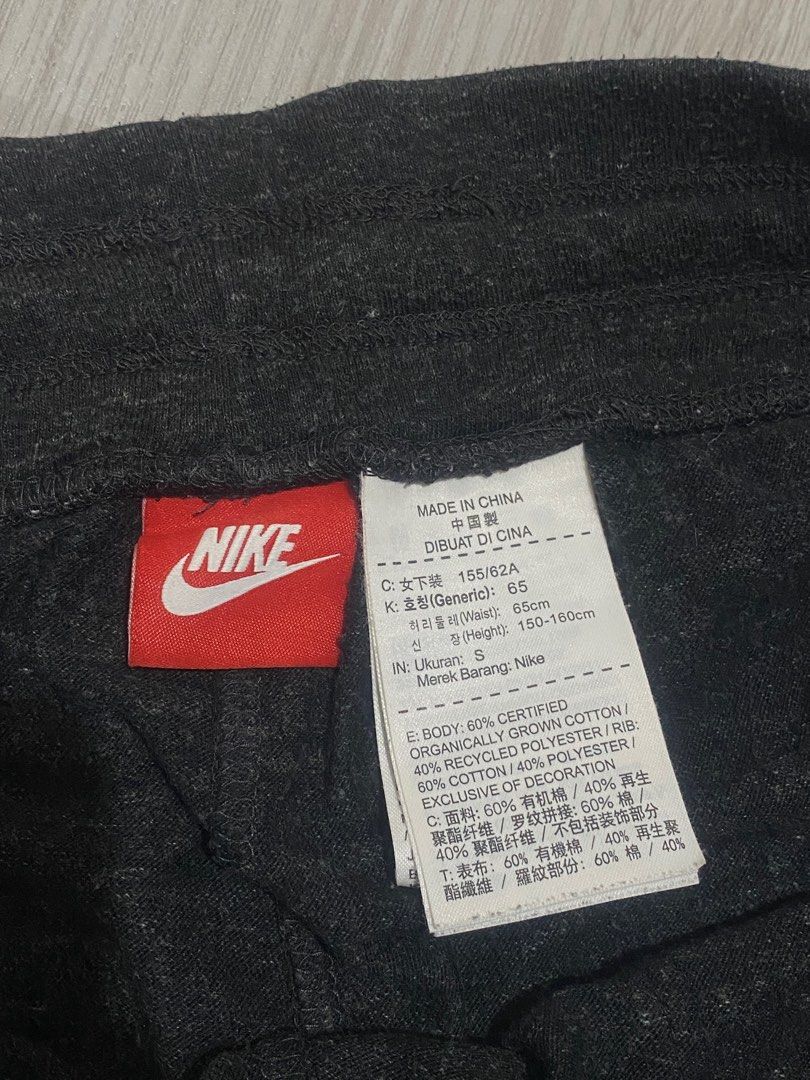 NIKE
MADE IN CHINA
中国製
DIBUAT DI CINA
C: 女下装 155/62A
K: 호칭(Generic): 65
허리둘레(Waist): 65cm
신 장(Height): 150-160cm
IN: Ukuran: S
Merek Barang: Nike
E: BODY: 60% CERTIFIED
ORGANICALLY GROWN COTTON /
40% RECYCLED POLYESTER / RIB:
60% COTTON / 40% POLYESTER /
EXCLUSIVE OF DECORATION
C: 面料: 60% 有机棉 / 40% 再生
聚酯纤维 / 罗纹拼接: 60% 棉 /
40% 聚酯纤维 / 不包括装饰部分
T: 表布: 60% 有機棉 / 40% 再生聚
酯纖維 / 羅紋部份: 60% 棉 / 40%